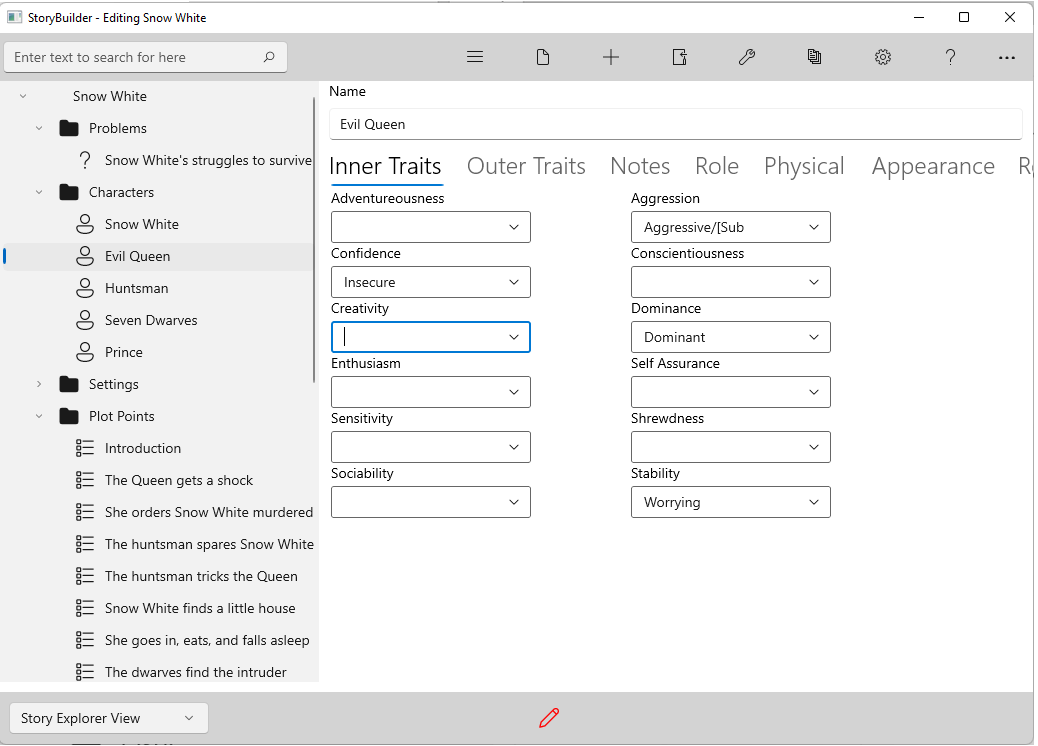 StoryBuilder - Editing Snow White
Enter text to search for here
Snow White
Problems
Snow White's struggles to survive
Characters
Snow White
Evil Queen
Huntsman
Seven Dwarves
Prince
Settings
Plot Points
Introduction
The Queen gets a shock
She orders Snow White murdered
The huntsman spares Snow White
The huntsman tricks the Queen
Snow White finds a little house
She goes in, eats, and falls asleep
The dwarves find the intruder
Name
Evil Queen
Inner Traits Outer Traits Notes Role Physical Appearance
Adventureousness Aggression
Aggressive/[Sub
Confidence Conscientiousness
Insecure
Creativity Dominance
Dominant
Enthusiasm Self Assurance
Sensitivity Shrewdness
Sociability Stability
Worrying
Story Explorer View